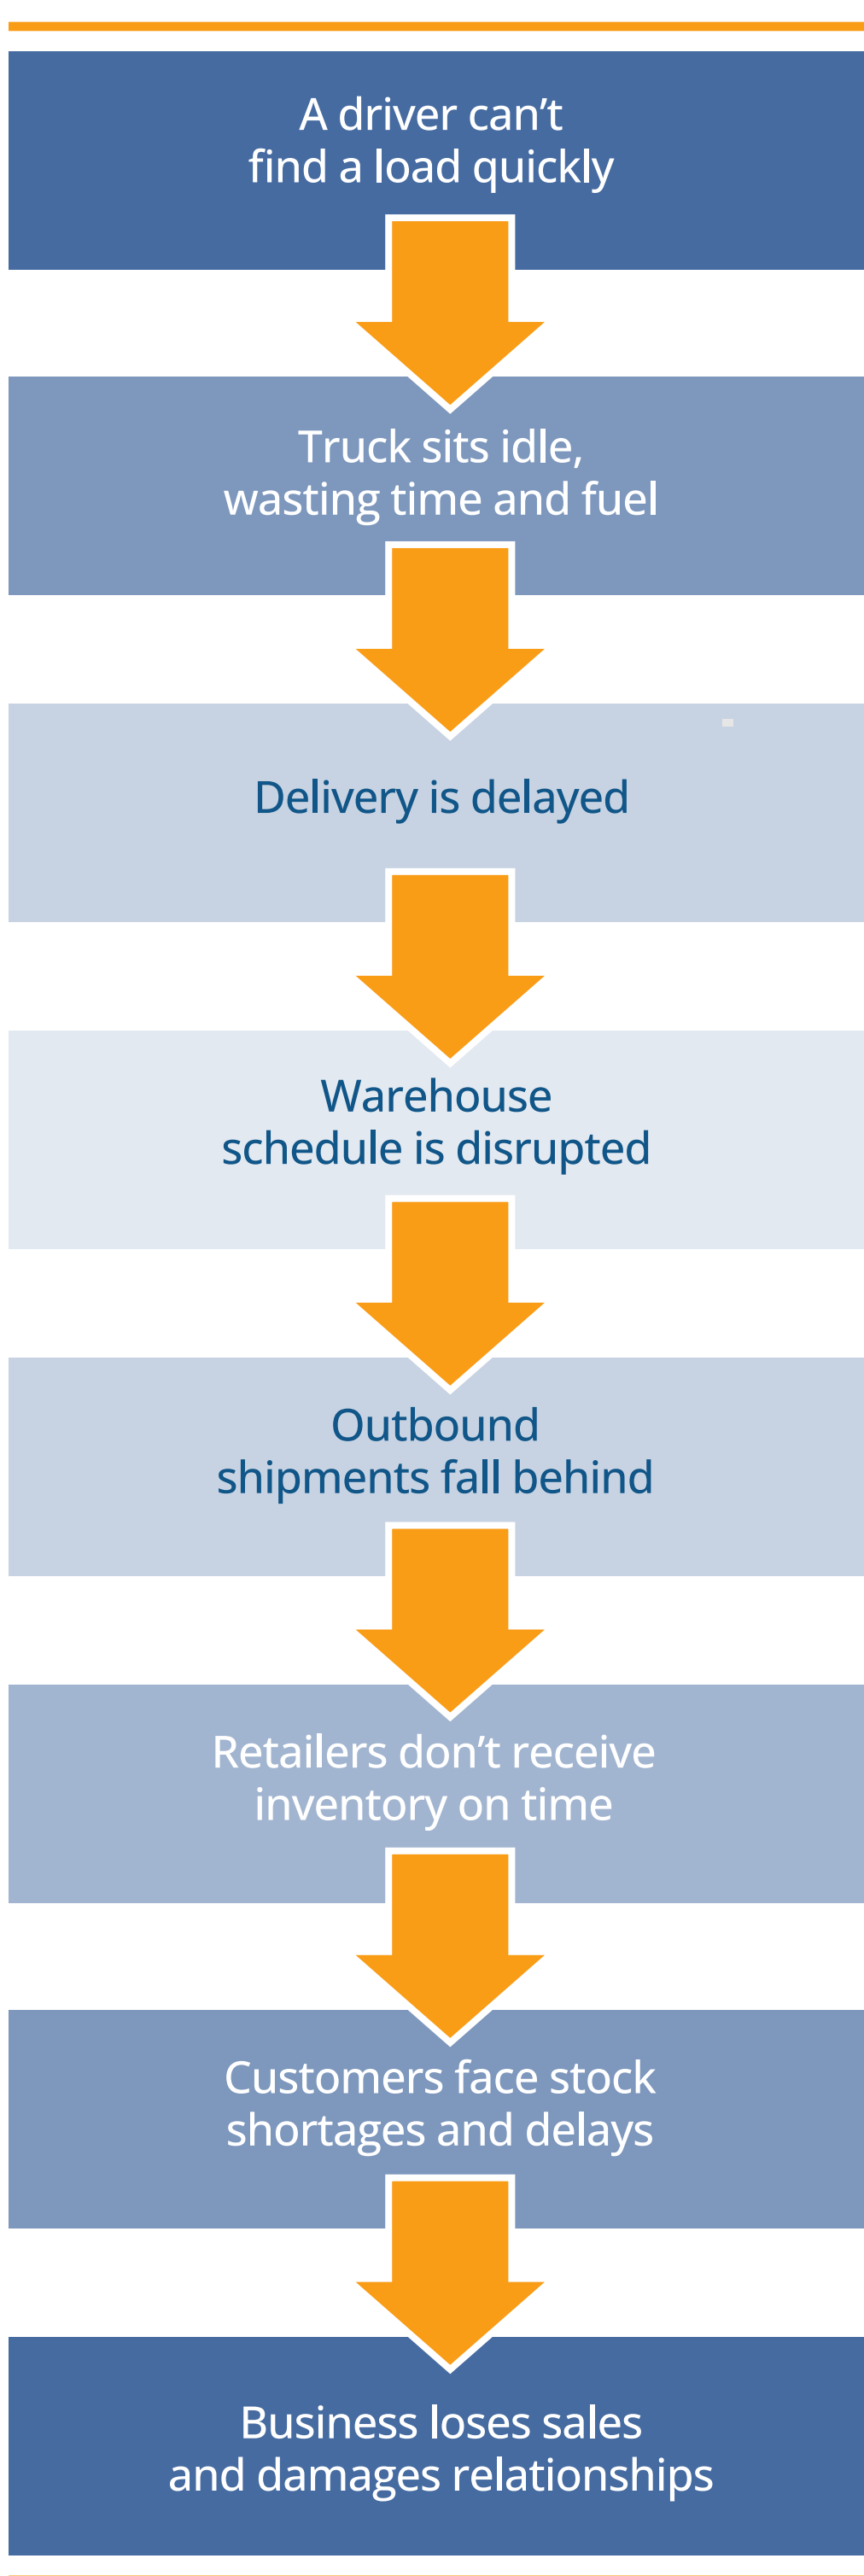 A driver can’t
find a load quickly
Truck sits idle,
wasting time and fuel
Delivery is delayed
Warehouse
schedule is disrupted
Outbound
shipments fall behind
Retailers don’t receive
inventory on time
Customers face stock
shortages and delays
Business loses sales
and damages relationships